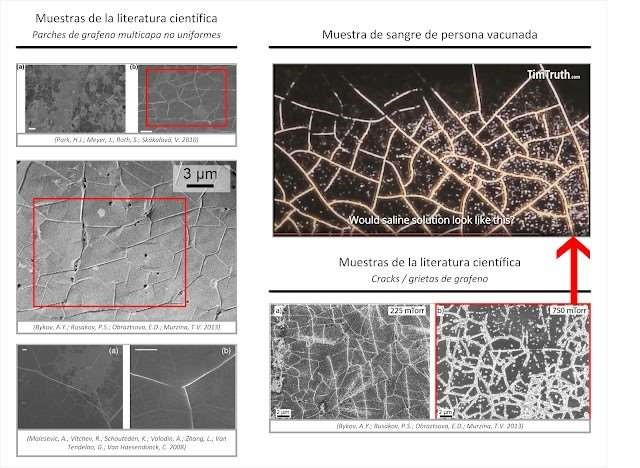 Muestras de la literatura científica
Parches de grafeno multicapa no uniformes
(a)
(b)
(Park, H.J.; Meyer, J., Roth, S.; Skákalová, V. 2010)
3 μm
(Bykov, A.Y.; Rusakov, P.S.; Obraztsova, E.D.; Murzina, T.V. 2013)
(a)
(b)
(Malesevic, A.; Vitchev, R.; Schouteden, K.; Volodin, A.; Zhang, L.; Van
Tendeloo, G.; Van Haesendonck, C. 2008)
Muestra de sangre de persona vacunada
TimTruth.com
Would saline solution look like this?
Muestras de la literatura científica
Cracks / grietas de grafeno
a)
225 mTorr
2 μm
b)
750 mTorr
2 μm
(Bykov, A.Y.; Rusakov, P.S.; Obraztsova, E.D.; Murzina, T.V. 2013)